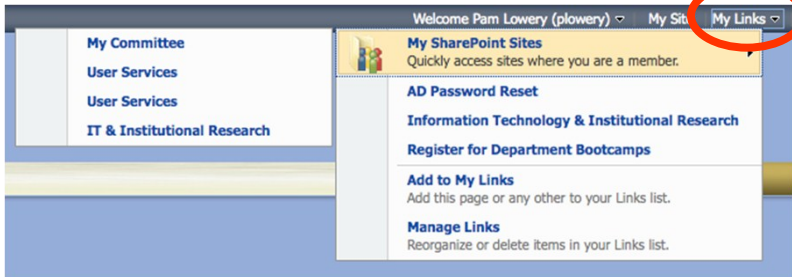 Welcome Pam Lowery (plowery) My Site My Links
My Committee
User Services
User Services
IT & Institutional Research
My SharePoint Sites
Quickly access sites where you are a member.
AD Password Reset
Information Technology & Institutional Research
Register for Department Bootcamps
Add to My Links
Add this page or any other to your Links list.
Manage Links
Reorganize or delete items in your Links list.